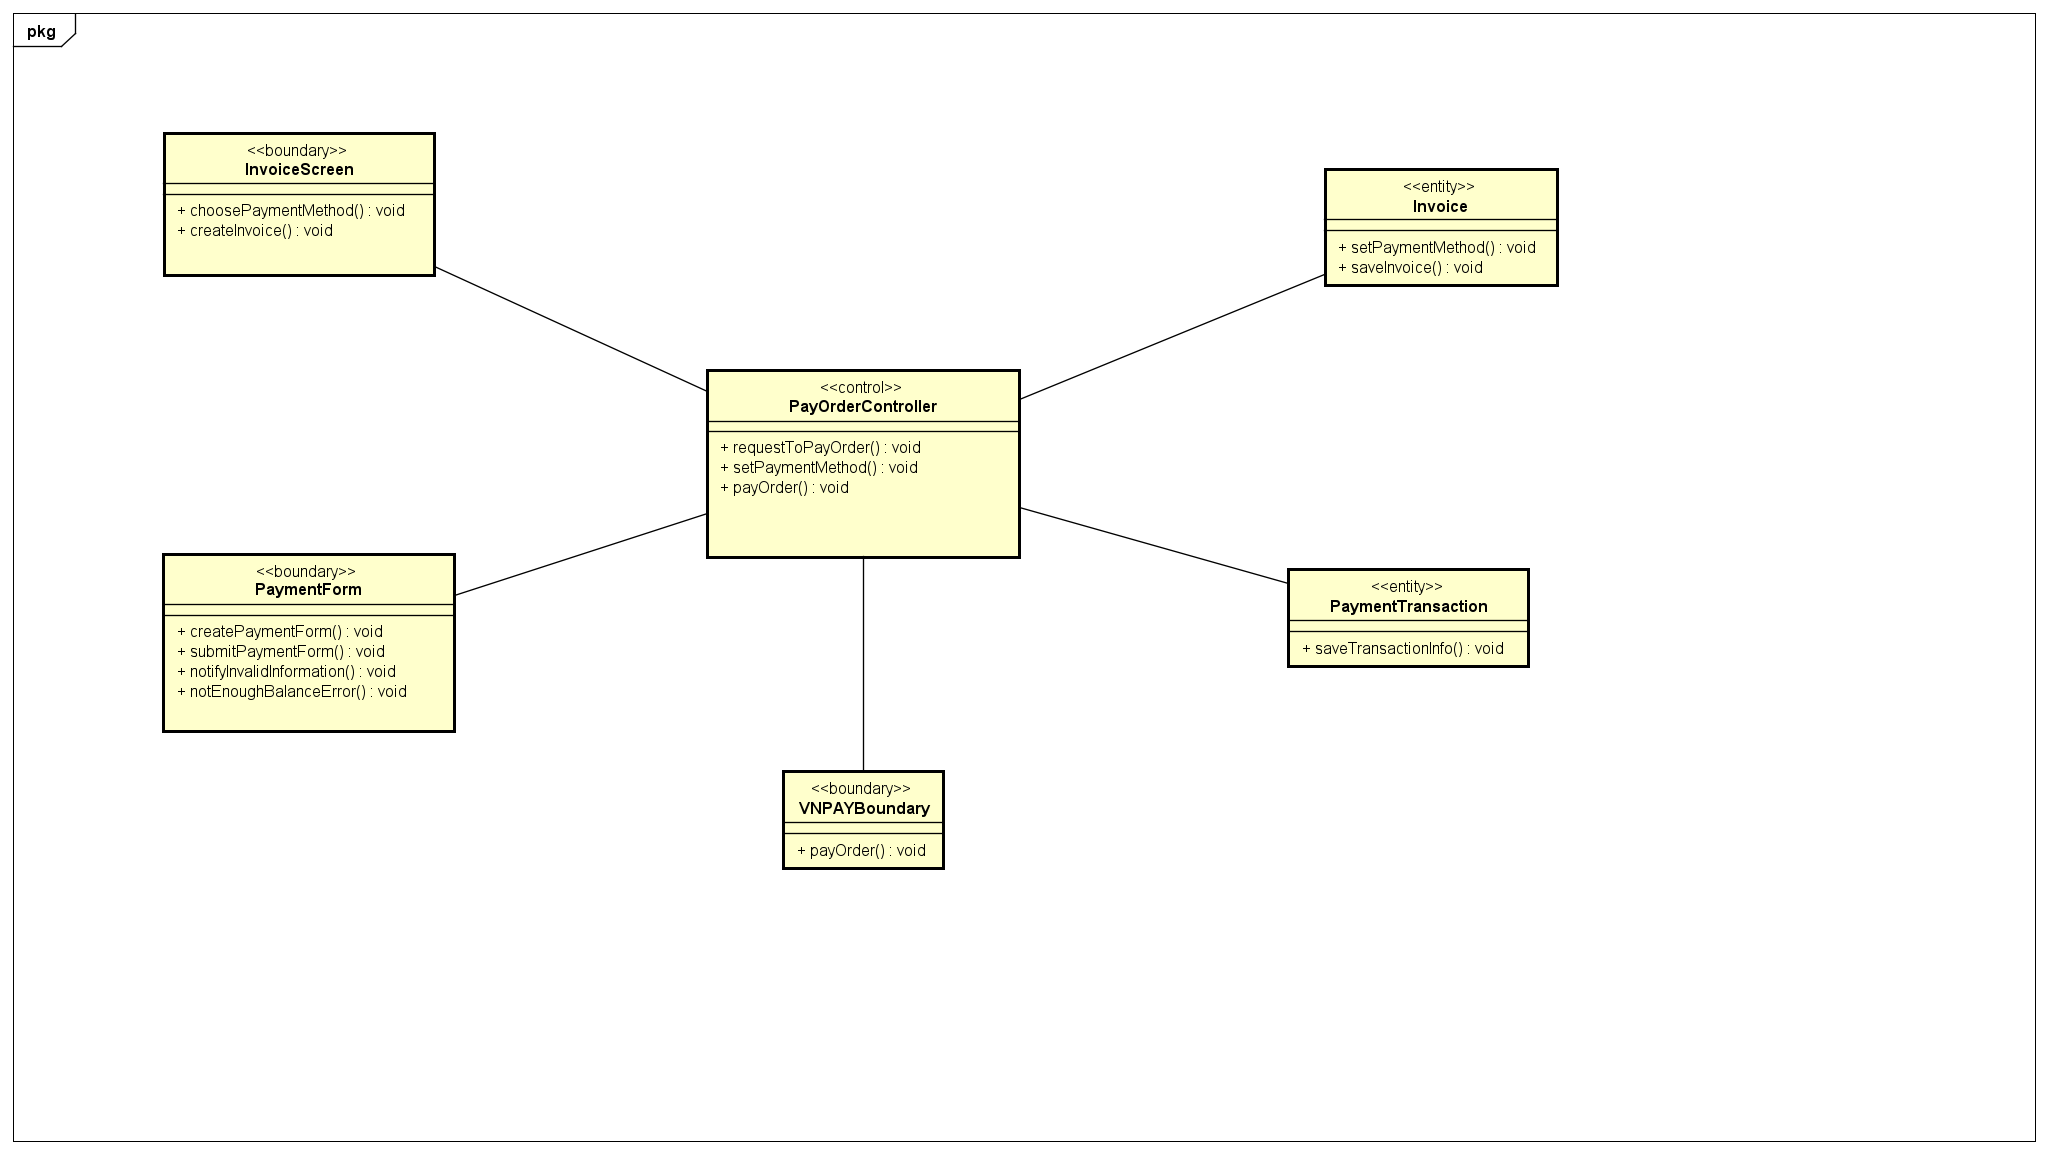 pkg
<<boundary>>
InvoiceScreen
+ choosePaymentMethod() : void
+ createInvoice() : void
<<entity>>
Invoice
+ setPaymentMethod() : void
+ saveInvoice() : void
<<control>>
PayOrderController
+ requestToPayOrder() : void
+ setPaymentMethod() : void
+ payOrder() : void
<<boundary>>
PaymentForm
+ createPaymentForm() : void
+ submitPaymentForm() : void
+ notifyInvalidInformation() : void
+ notEnoughBalanceError() : void
<<entity>>
PaymentTransaction
+ saveTransactionInfo() : void
<<boundary>>
VNPAYBoundary
+ payOrder() : void